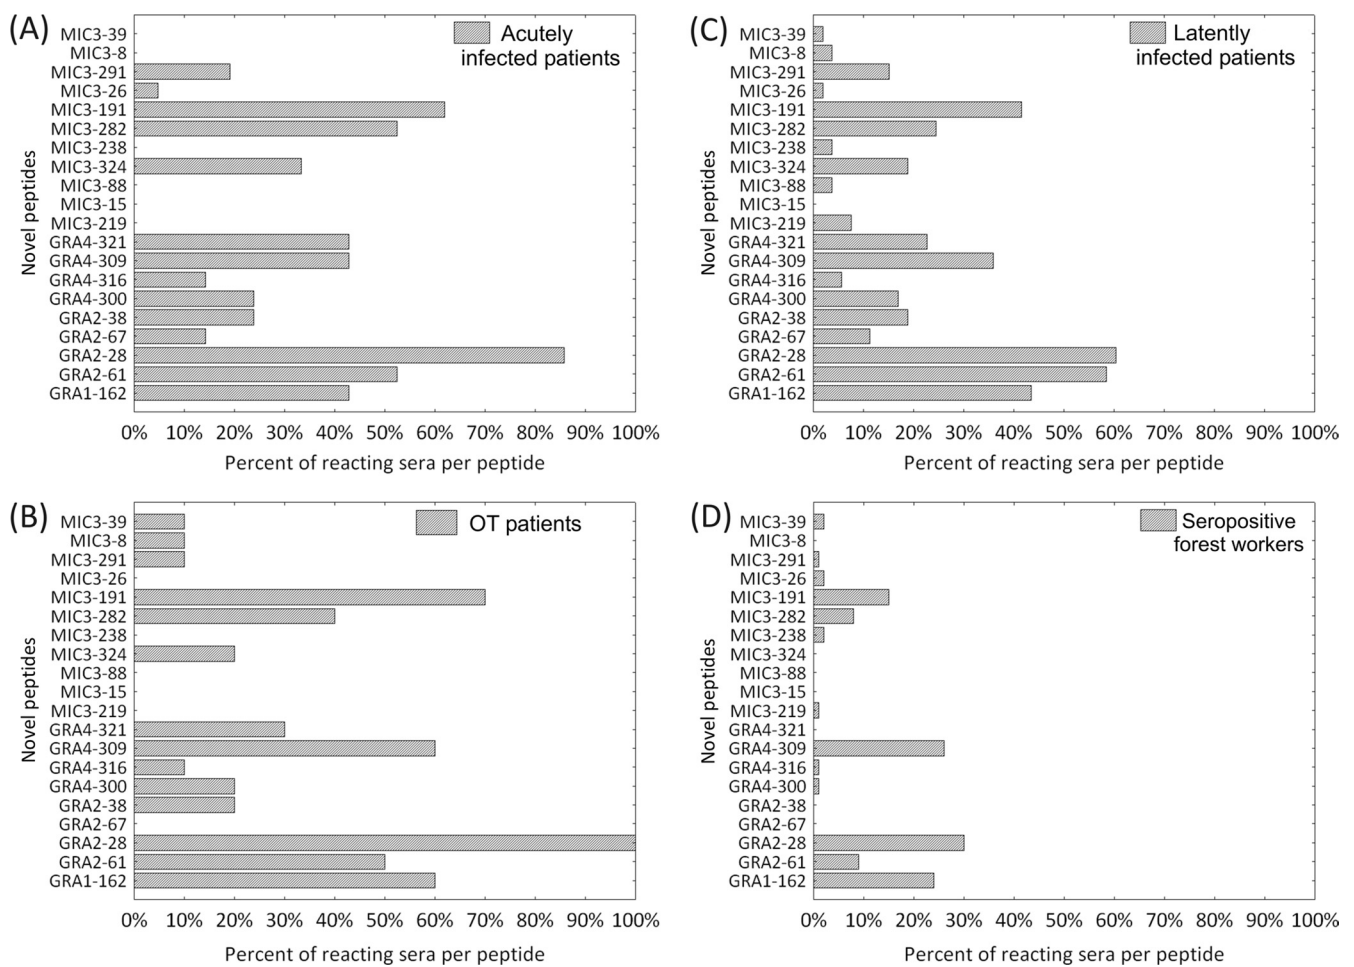 (A)
Acutely
infected patients
Novel peptides
MIC3-39
MIC3-8
MIC3-291
MIC3-26
MIC3-191
MIC3-282
MIC3-238
MIC3-324
MIC3-88
MIC3-15
MIC3-219
GRA4-321
GRA4-309
GRA4-316
GRA4-300
GRA2-38
GRA2-67
GRA2-28
GRA2-61
GRA1-162
0% 10% 20% 30% 40% 50% 60% 70% 80% 90% 100%
Percent of reacting sera per peptide
(C)
Latently
infected patients
Novel peptides
MIC3-39
MIC3-8
MIC3-291
MIC3-26
MIC3-191
MIC3-282
MIC3-238
MIC3-324
MIC3-88
MIC3-15
MIC3-219
GRA4-321
GRA4-309
GRA4-316
GRA4-300
GRA2-38
GRA2-67
GRA2-28
GRA2-61
GRA1-162
0% 10% 20% 30% 40% 50% 60% 70% 80% 90% 100%
Percent of reacting sera per peptide
(B)
OT patients
Novel peptides
MIC3-39
MIC3-8
MIC3-291
MIC3-26
MIC3-191
MIC3-282
MIC3-238
MIC3-324
MIC3-88
MIC3-15
MIC3-219
GRA4-321
GRA4-309
GRA4-316
GRA4-300
GRA2-38
GRA2-67
GRA2-28
GRA2-61
GRA1-162
0% 10% 20% 30% 40% 50% 60% 70% 80% 90% 100%
Percent of reacting sera per peptide
(D)
Seropositive
forest workers
Novel peptides
MIC3-39
MIC3-8
MIC3-291
MIC3-26
MIC3-191
MIC3-282
MIC3-238
MIC3-324
MIC3-88
MIC3-15
MIC3-219
GRA4-321
GRA4-309
GRA4-316
GRA4-300
GRA2-38
GRA2-67
GRA2-28
GRA2-61
GRA1-162
0% 10% 20% 30% 40% 50% 60% 70% 80% 90% 100%
Percent of reacting sera per peptide